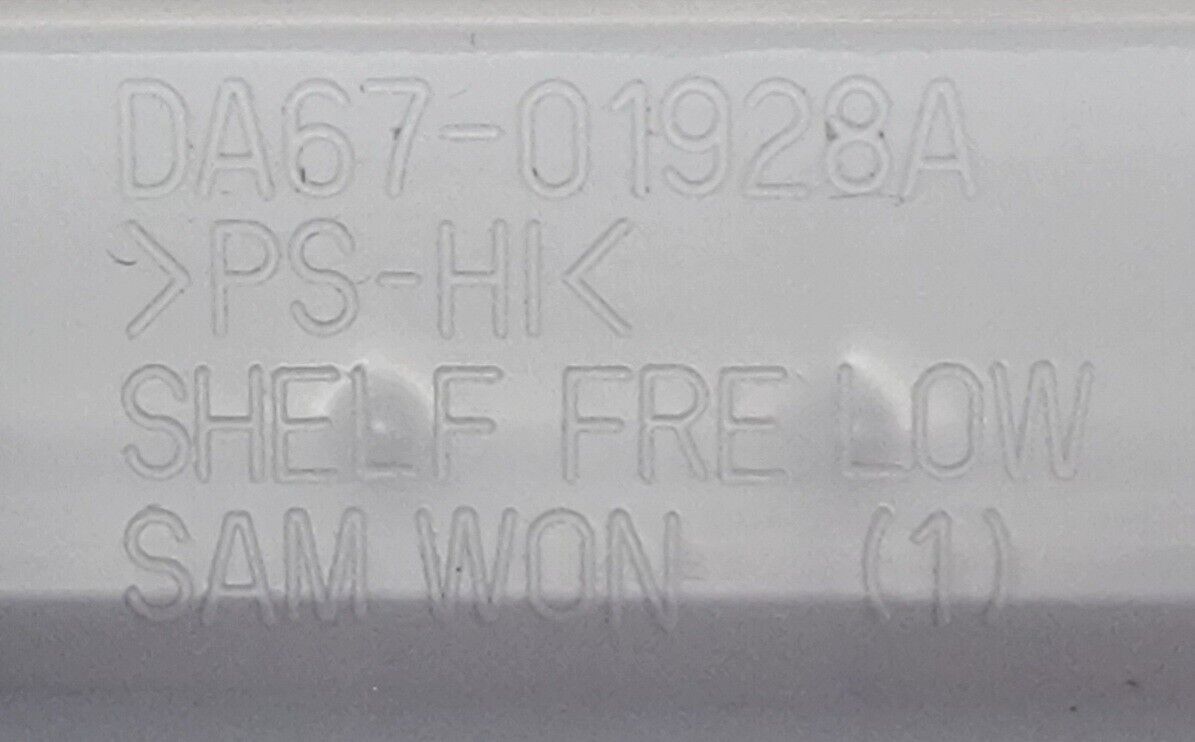 DA67-01928A
>PS-HI<
SHELF FRE LOW
SAM WON (1)